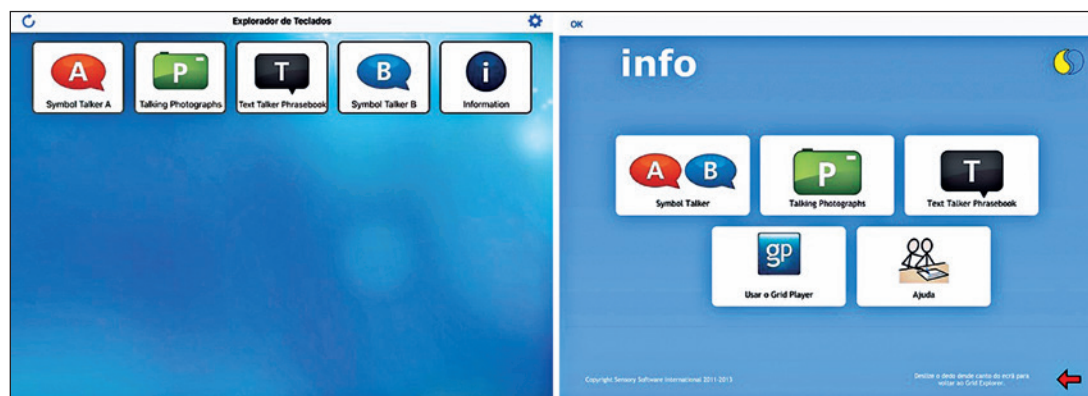 Explorador de Teclados
A
P
T
B
i
Symbol Talker A
Talking Photographs
Text Talker Phrasebook
Symbol Talker B
Information
OK
info
A B
P
T
Symbol Talker
Talking Photographs
Text Talker Phrasebook
gp
Usar o Grid Player
Ajuda
Copyright Sensory Software International 2011-2013
Deslize o dedo desde canto do ecrã para
voltar ao Grid Explorer.